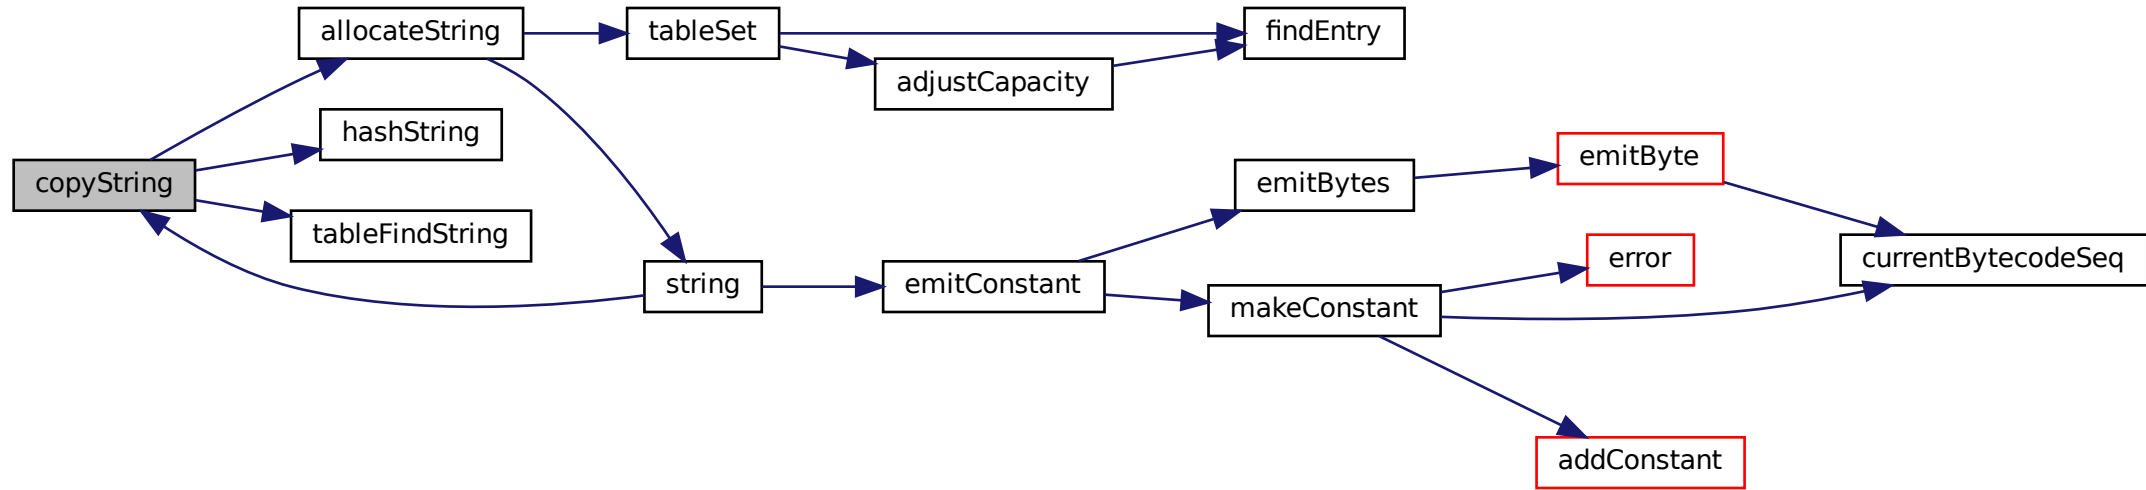 allocateString
tableSet
findEntry
adjustCapacity
hashString
copyString
tableFindString
emitBytes
emitByte
string
emitConstant
makeConstant
error
currentBytecodeSeq
addConstant